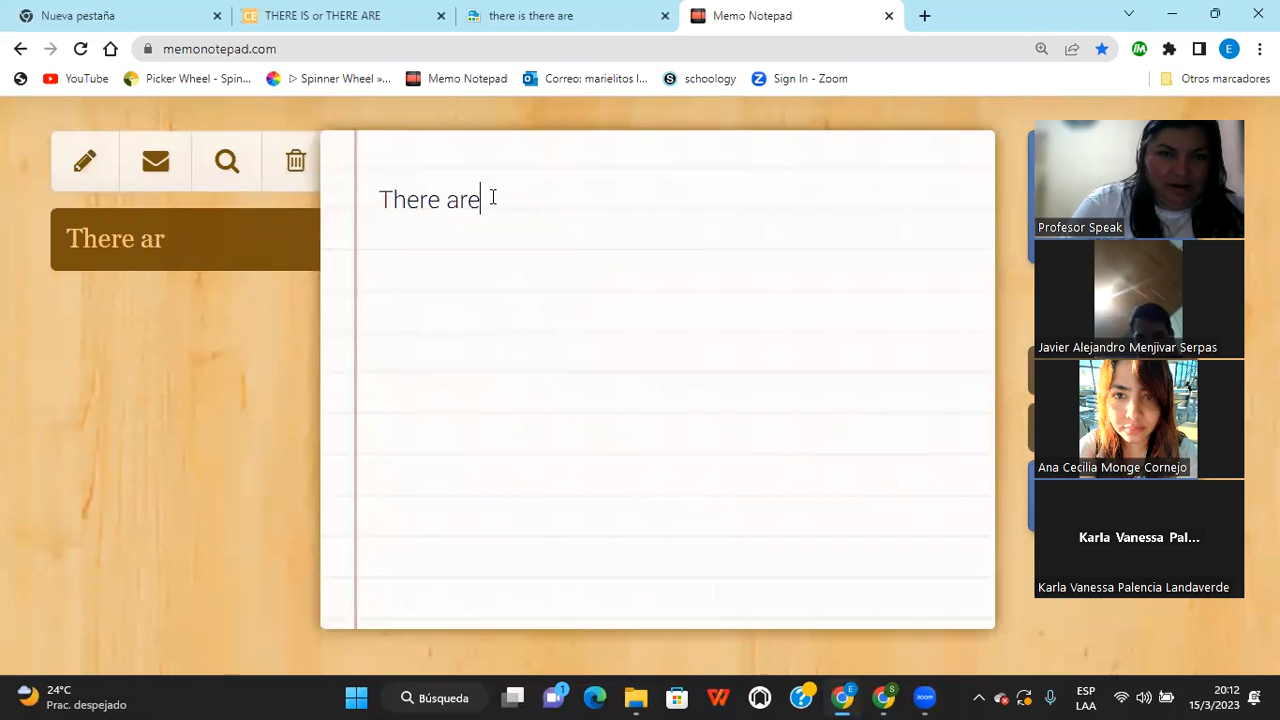 Nueva pestaña
THERE IS or THERE ARE
there is there are
Memo Notepad
memonotepad.com
E
YouTube
Picker Wheel - Spin...
▷ Spinner Wheel »...
Memo Notepad
Correo: marielitos l...
schoology
Sign In - Zoom
Otros marcadores
There ar
There are
Profesor Speak
Javier Alejandro Menjivar Serpas
Ana Cecilia Monge Cornejo
Karla Vanessa Pal...
Karla Vanessa Palencia Landaverde
24°C
Prac. despejado
Búsqueda
1
ESP
LAA
20:12
15/3/2023